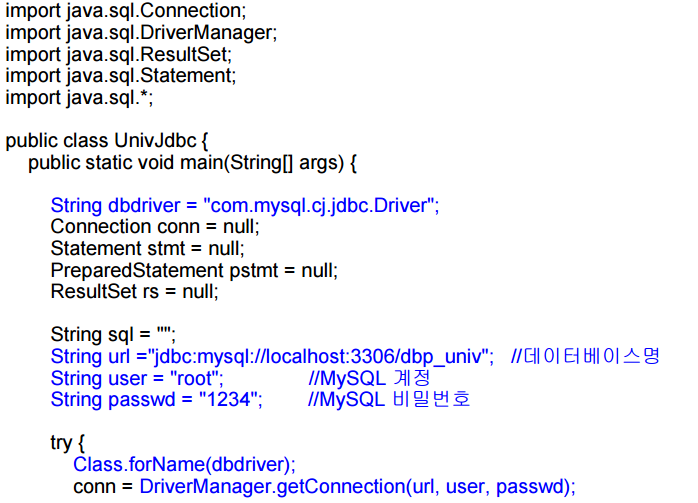 import java.sql.Connection;
import java.sql.DriverManager;
import java.sql.ResultSet;
import java.sql.Statement;
import java.sql.*;
public class UnivJdbc {
public static void main(String[] args) {
String dbdriver = "com.mysql.cj.jdbc.Driver";
Connection conn = null;
Statement stmt = null;
PreparedStatement pstmt = null;
ResultSet rs = null;
String sql = "";
String url ="jdbc:mysql://localhost:3306/dbp_univ"; //데이터베이스명
String user = "root"; //MySQL 계정
String passwd = "1234"; //MySQL 비밀번호
try {
Class.forName(dbdriver);
conn = DriverManager.getConnection(url, user, passwd);